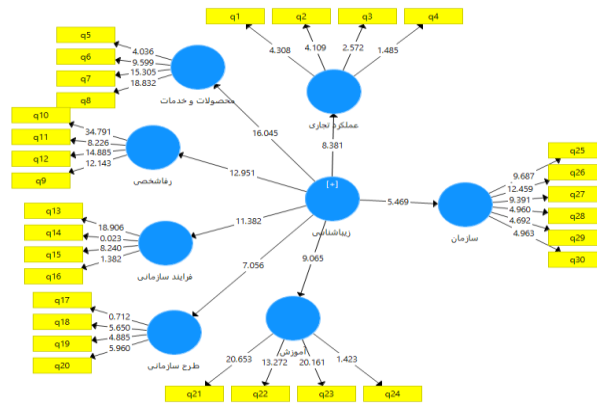 q1 q2 q3 q4
4.308 4.109 2.572 1.485
عملکرد تجاری
8.381
q5
q6
q7
q8
4.036
9.599
15.305
18.832
محصولات و خدمات
16.045
q10
q11
q12
q9
34.791
8.226
14.885
12.143
رفاشخصی
12.951
[+]
زیباشناسی
q13
q14
q15
q16
18.906
0.023
8.240
1.382
فرایند سازمانی
11.382
q17
q18
q19
q20
0.712
5.650
4.885
5.960
طرح سازمانی
7.056
5.469
سازمان
9.687
12.459
9.391
4.960
4.692
4.963
q25
q26
q27
q28
q29
q30
9.065
آموزش
20.653 13.272 20.161 1.423
q21 q22 q23 q24